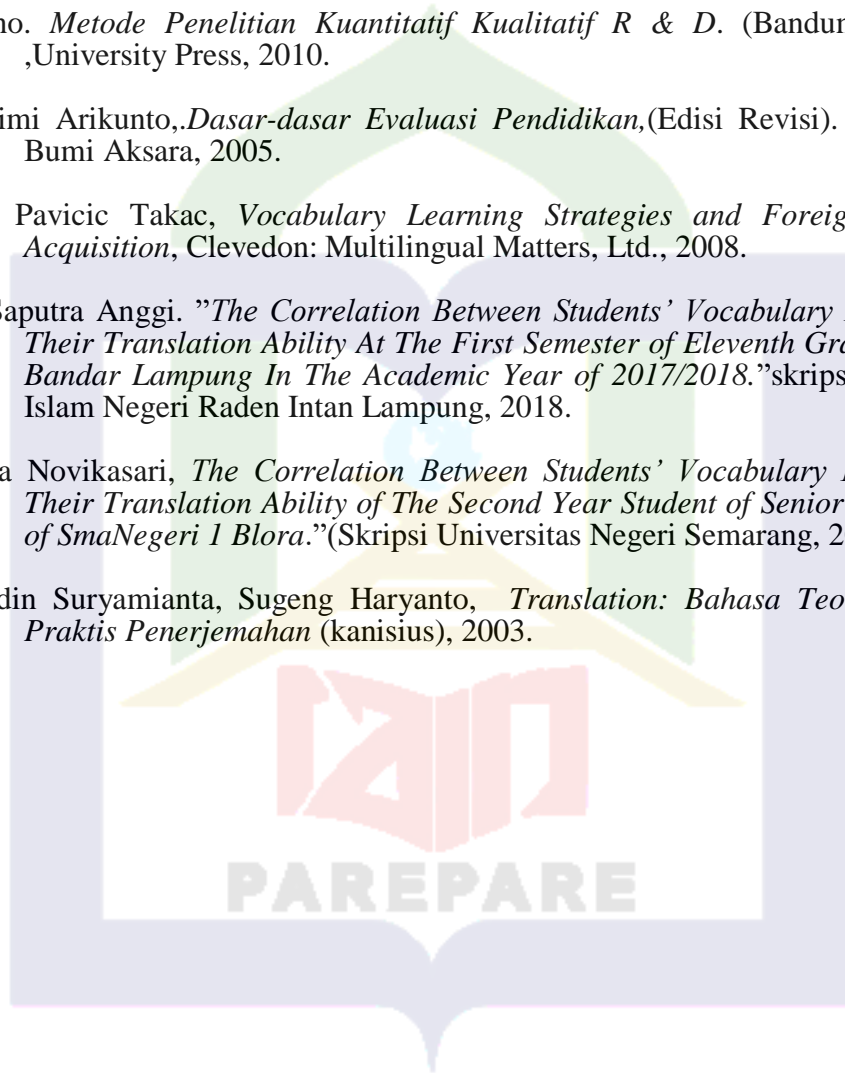 no. Metode Penelitian Kuantitatif Kualitatif R & D. (Bandun
,University Press, 2010.
imi Arikunto,.Dasar-dasar Evaluasi Pendidikan,(Edisi Revisi).
Bumi Aksara, 2005.
Pavicic Takac, Vocabulary Learning Strategies and Foreig
Acquisition, Clevedon: Multilingual Matters, Ltd., 2008.
Saputra Anggi. ”The Correlation Between Students’ Vocabulary
Their Translation Ability At The First Semester of Eleventh Gra
Bandar Lampung In The Academic Year of 2017/2018.”skrips
Islam Negeri Raden Intan Lampung, 2018.
a Novikasari, The Correlation Between Students’ Vocabulary
Their Translation Ability of The Second Year Student of Senior
of SmaNegeri 1 Blora.”(Skripsi Universitas Negeri Semarang, 2
din Suryamianta, Sugeng Haryanto, Translation: Bahasa Teo
Praktis Penerjemahan (kanisius), 2003.
PAREPARE